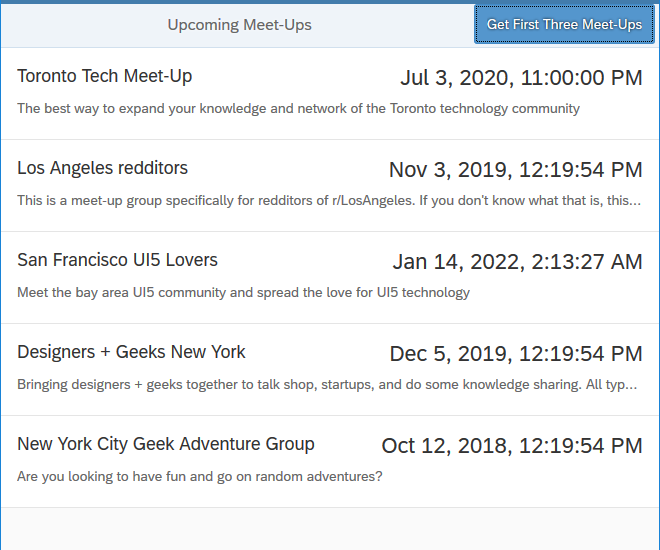 Upcoming Meet-Ups
Get First Three Meet-Ups
Toronto Tech Meet-Up
Jul 3, 2020, 11:00:00 PM
The best way to expand your knowledge and network of the Toronto technology community
Los Angeles redditors
Nov 3, 2019, 12:19:54 PM
This is a meet-up group specifically for redditors of r/LosAngeles. If you don't know what that is, this...
San Francisco UI5 Lovers
Jan 14, 2022, 2:13:27 AM
Meet the bay area UI5 community and spread the love for UI5 technology
Designers + Geeks New York
Dec 5, 2019, 12:19:54 PM
Bringing designers + geeks together to talk shop, startups, and do some knowledge sharing. All typ...
New York City Geek Adventure Group
Oct 12, 2018, 12:19:54 PM
Are you looking to have fun and go on random adventures?